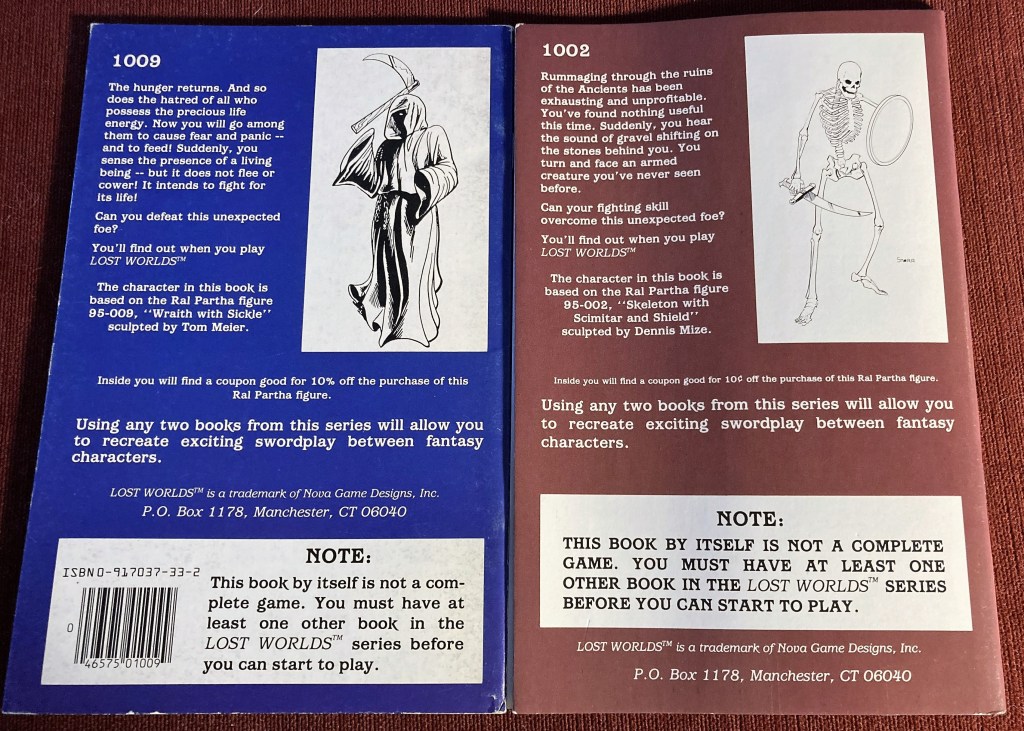 1009
The hunger returns. And so
does the hatred of all who
possess the precious life
energy. Now you will go among
them to cause fear and panic --
and to feed! Suddenly, you
sense the presence of a living
being -- but it does not flee or
cower! It intends to fight for
its life!
Can you defeat this unexpected
foe?
You'll find out when you play
LOST WORLDS™
The character in this book is
based on the Ral Partha figure
95-009, "Wraith with Sickle"
sculpted by Tom Meier.
Inside you will find a coupon good for 10% off the purchase of this
Ral Partha figure.
Using any two books from this series will allow you
to recreate exciting swordplay between fantasy
characters.
LOST WORLDS™ is a trademark of Nova Game Designs, Inc.
P.O. Box 1178, Manchester, CT 06040
ISBN 0-917037-33-2
0 46575 01009
NOTE:
This book by itself is not a com-
plete game. You must have at
least one other book in the
LOST WORLDS™ series before
you can start to play.
1002
Rummaging through the ruins
of the Ancients has been
exhausting and unprofitable.
You've found nothing useful
this time. Suddenly, you hear
the sound of gravel shifting on
the stones behind you. You
turn and face an armed
creature you've never seen
before.
Can your fighting skill
overcome this unexpected foe?
You'll find out when you play
LOST WORLDS™
The character in this book is
based on the Ral Partha figure
95-002, "Skeleton with
Scimitar and Shield"
sculpted by Dennis Mize.
Inside you will find a coupon good for 10¢ off the purchase of this Ral Partha figure.
Using any two books from this series will allow you
to recreate exciting swordplay between fantasy
characters.
NOTE:
THIS BOOK BY ITSELF IS NOT A COMPLETE
GAME. YOU MUST HAVE AT LEAST ONE
OTHER BOOK IN THE LOST WORLDS™ SERIES
BEFORE YOU CAN START TO PLAY.
LOST WORLDS™ is a trademark of Nova Game Designs, Inc.
P.O. Box 1178, Manchester, CT 06040